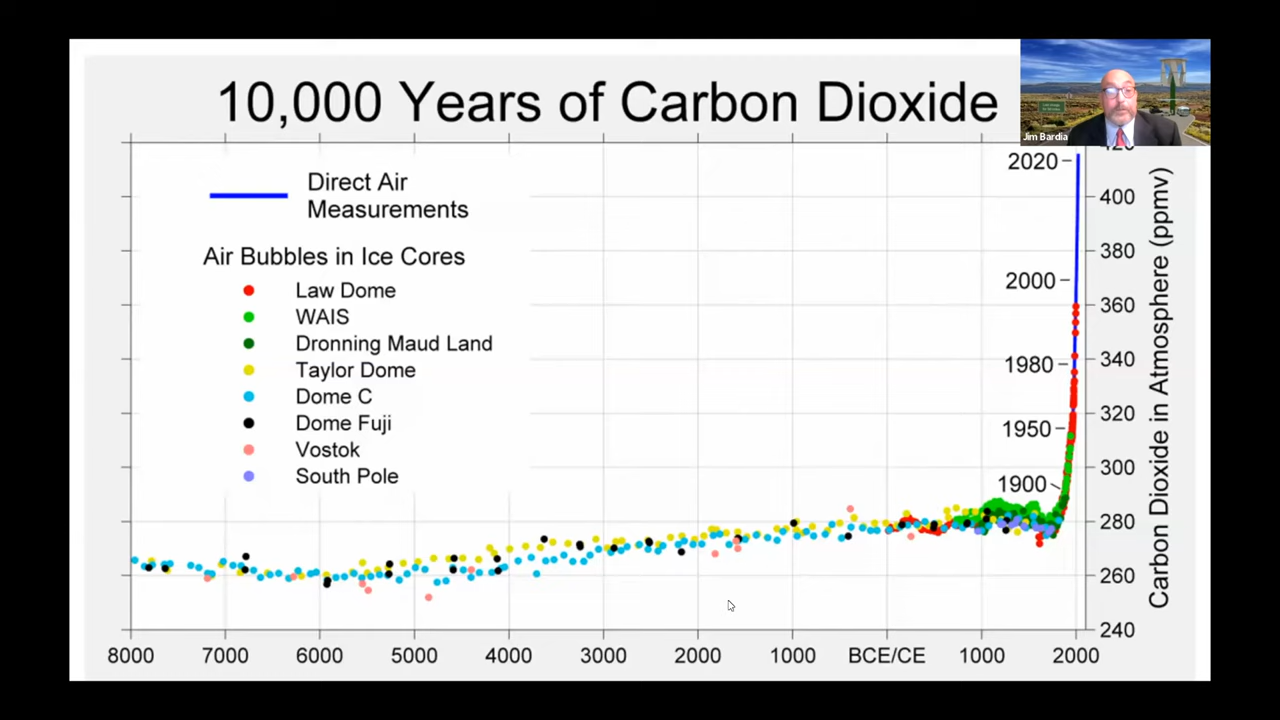 10,000 Years of Carbon Dioxide
Jim Bardia
Direct Air
Measurements
Air Bubbles in Ice Cores
Law Dome
WAIS
Dronning Maud Land
Taylor Dome
Dome C
Dome Fuji
Vostok
South Pole
2020
2000
1980
1950
1900
400
380
360
340
320
300
280
260
240
Carbon Dioxide in Atmosphere (ppmv)
8000 7000 6000 5000 4000 3000 2000 1000 BCE/CE 1000 2000